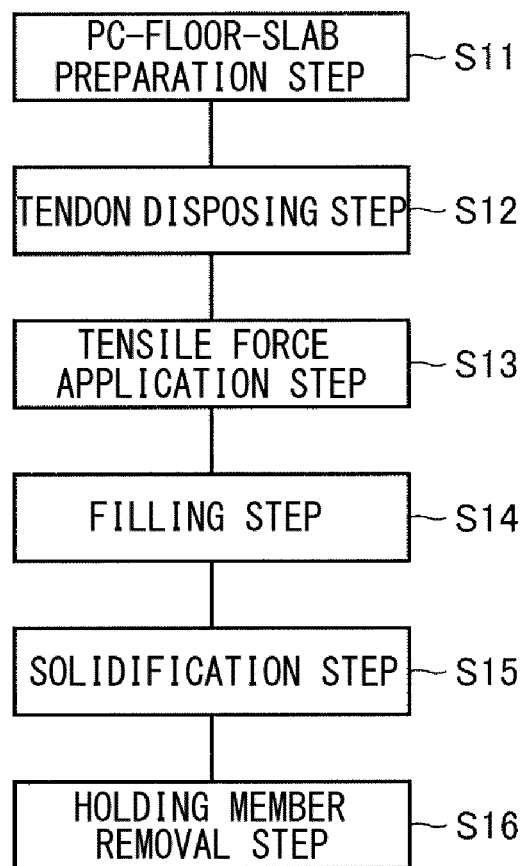 PC-FLOOR-SLAB
PREPARATION STEP
S11
TENDON DISPOSING STEP
S12
TENSILE FORCE
APPLICATION STEP
S13
FILLING STEP
S14
SOLIDIFICATION STEP
S15
HOLDING MEMBER
REMOVAL STEP
S16